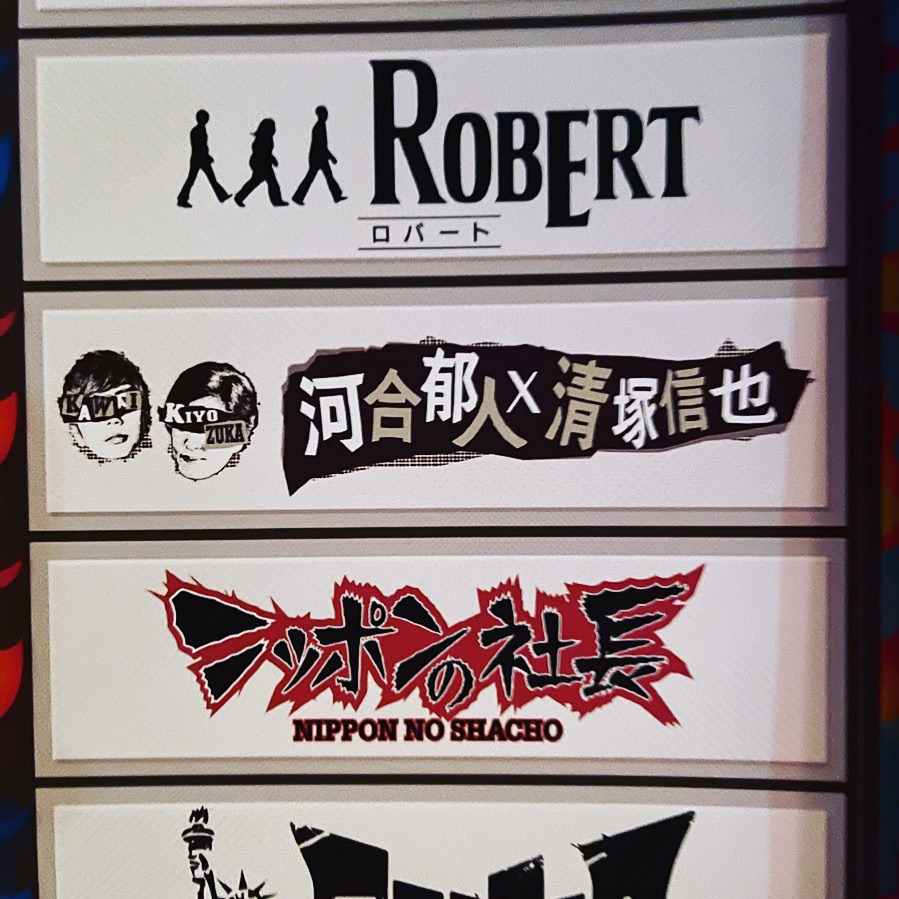 ROBERT
ロバート
KAWAI
KIYO
ZUKA
河合郁人×清塚信也
ニッポンの社長
NIPPON NO SHACHO